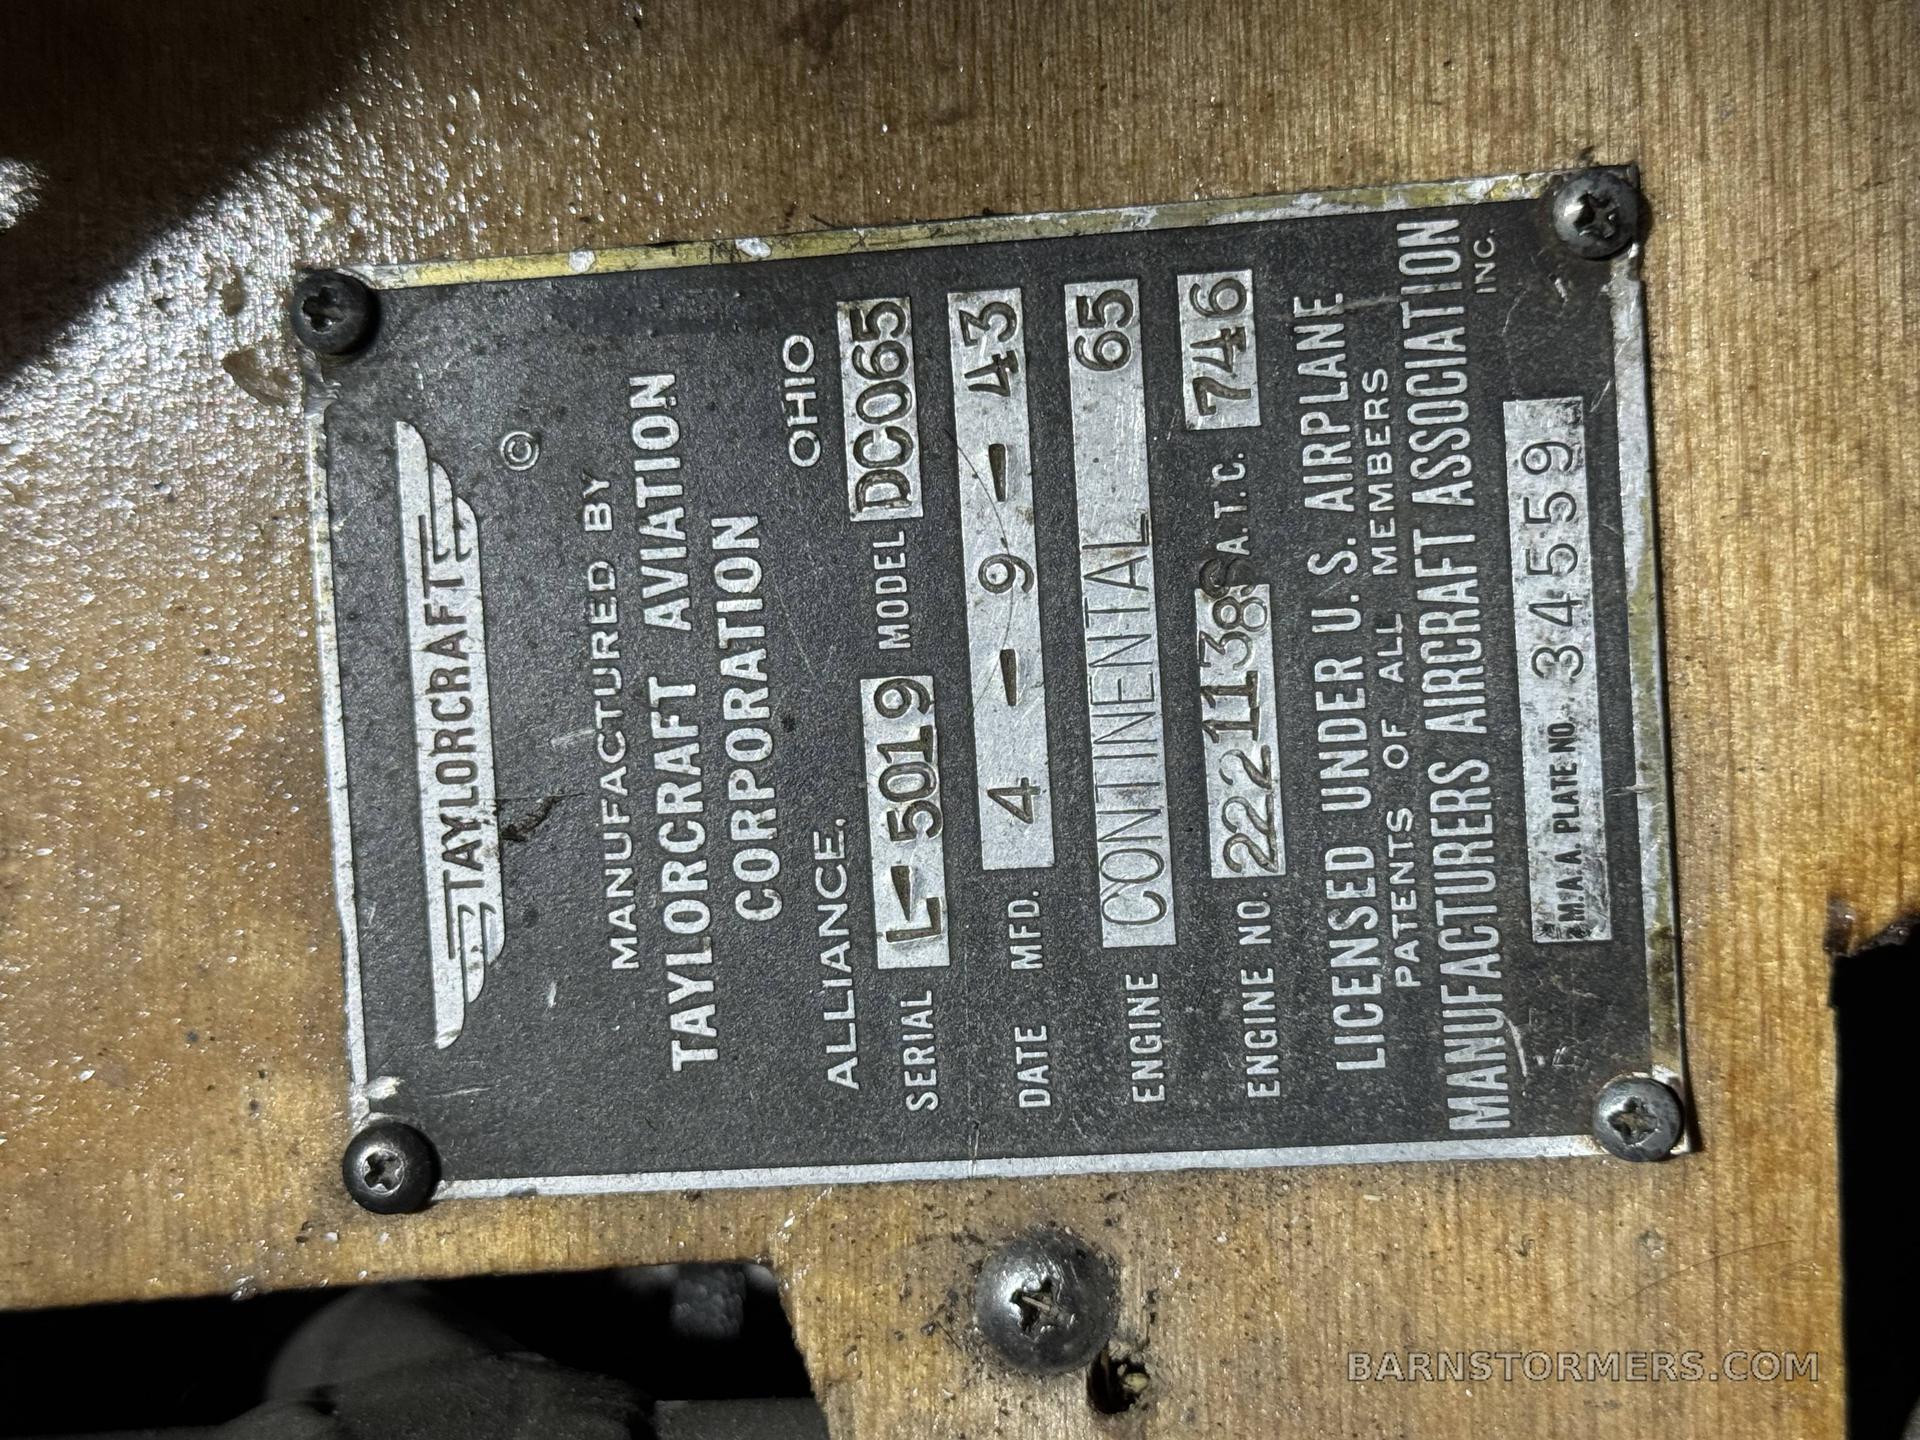 TAYLORCRAFT
©
MANUFACTURED BY
TAYLORCRAFT AVIATION
CORPORATION
ALLIANCE, OHIO
SERIAL L-5019 MODEL DCO65
DATE MFD. 4 - 9 - 43
ENGINE CONTINENTAL 65
ENGINE NO. 2221138 A.T.C. 746
LICENSED UNDER U.S. AIRPLANE
PATENTS OF ALL MEMBERS
MANUFACTURERS AIRCRAFT ASSOCIATION
INC.
M.A.A. PLATE NO. 34559
BARNSTORMERS.COM